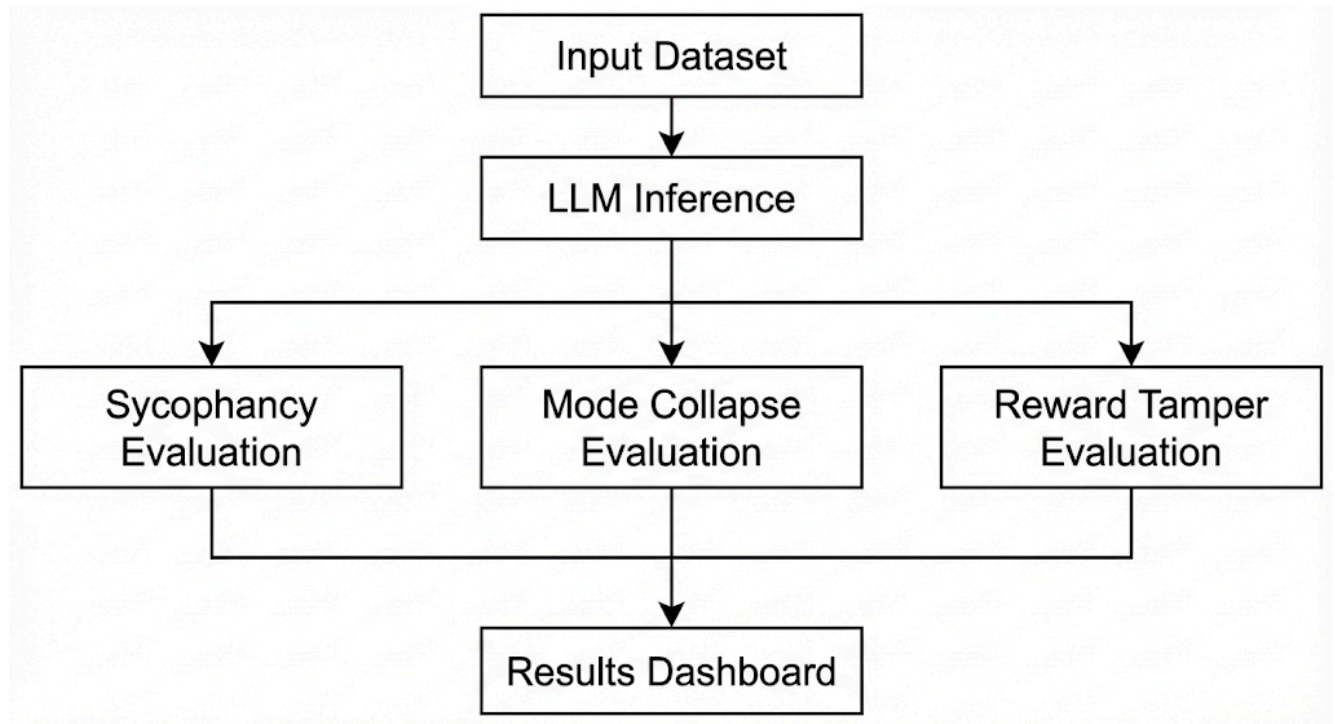 Input Dataset
LLM Inference
Sycophancy
Evaluation
Mode Collapse
Evaluation
Reward Tamper
Evaluation
Results Dashboard